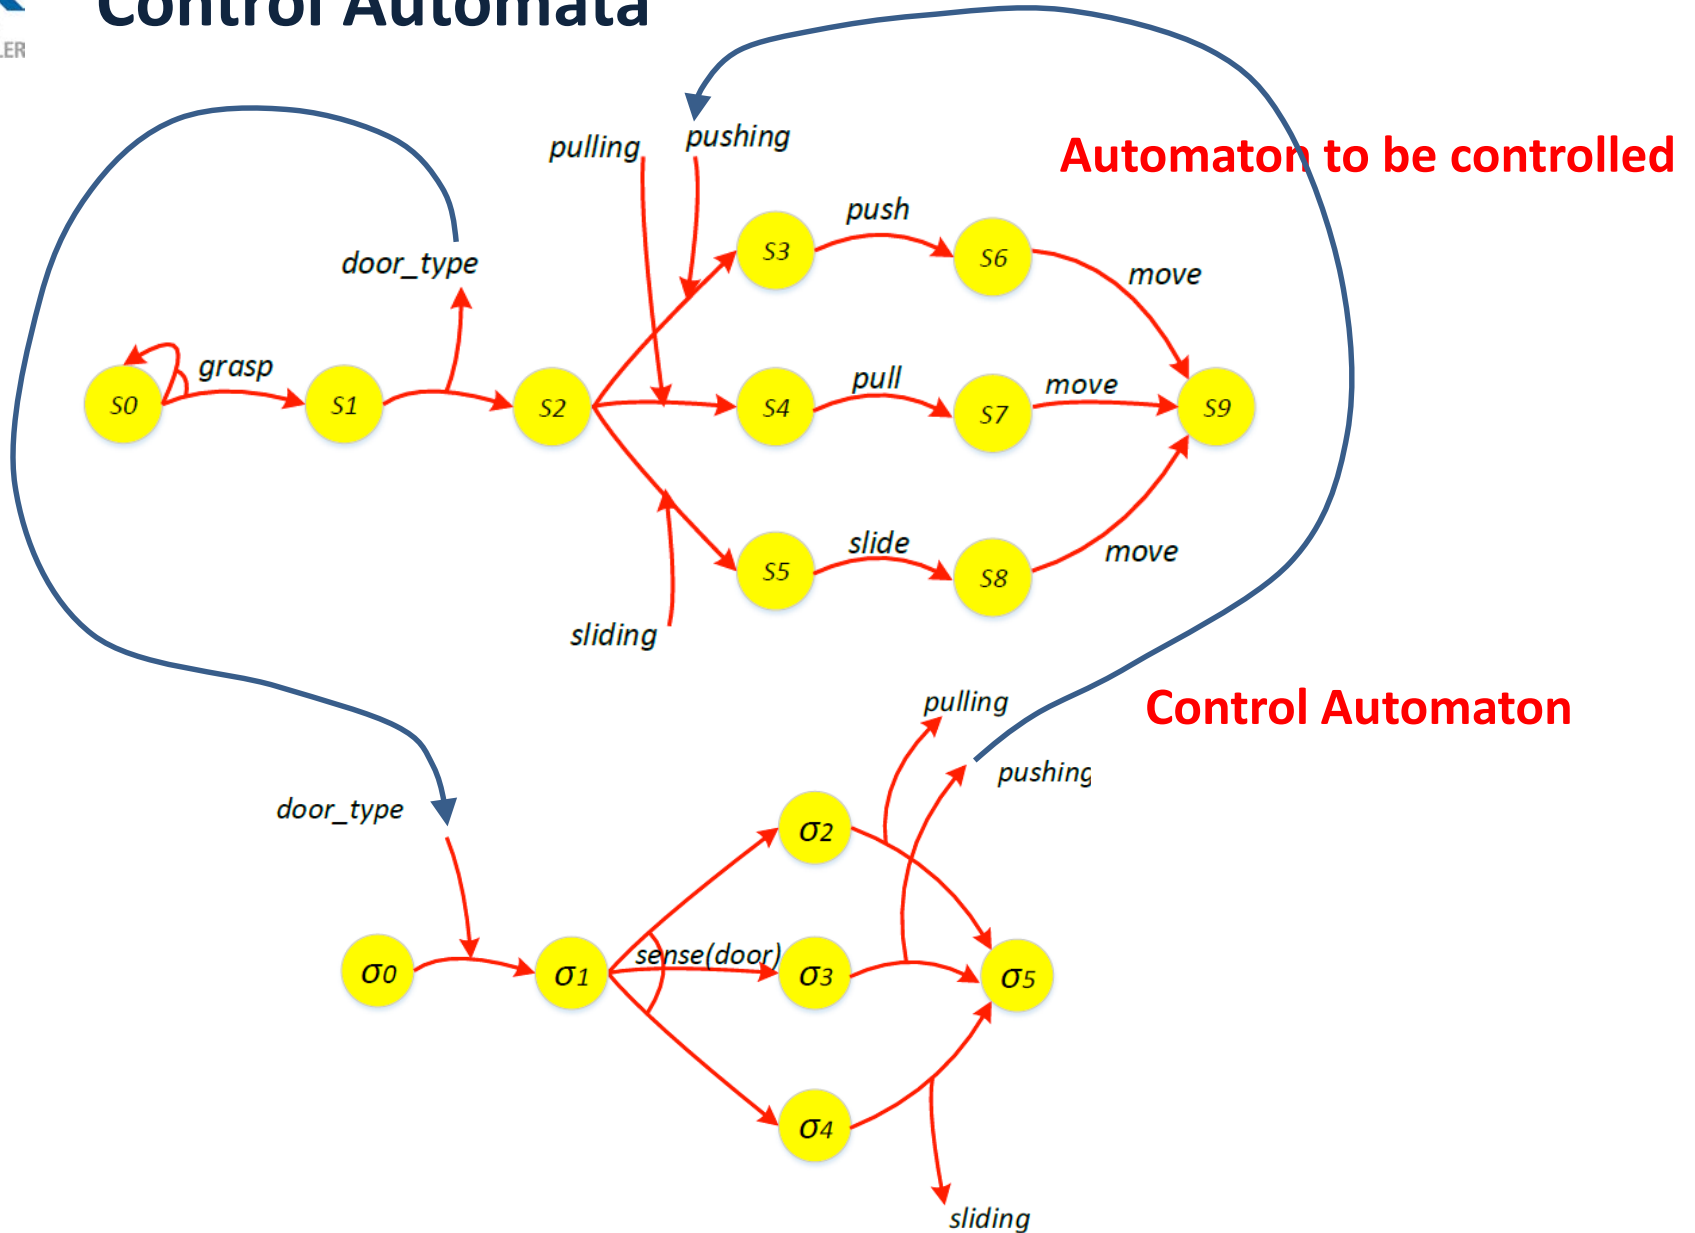 Control Automata
LER
pulling
pushing
Automaton to be controlled
push
door_type
S3
S6
move
grasp
pull
move
S0
S1
S2
S4
S7
S9
slide
move
S5
S8
sliding
pulling
Control Automaton
pushing
door_type
σ2
sense(door)
σ0
σ1
σ3
σ5
σ4
sliding